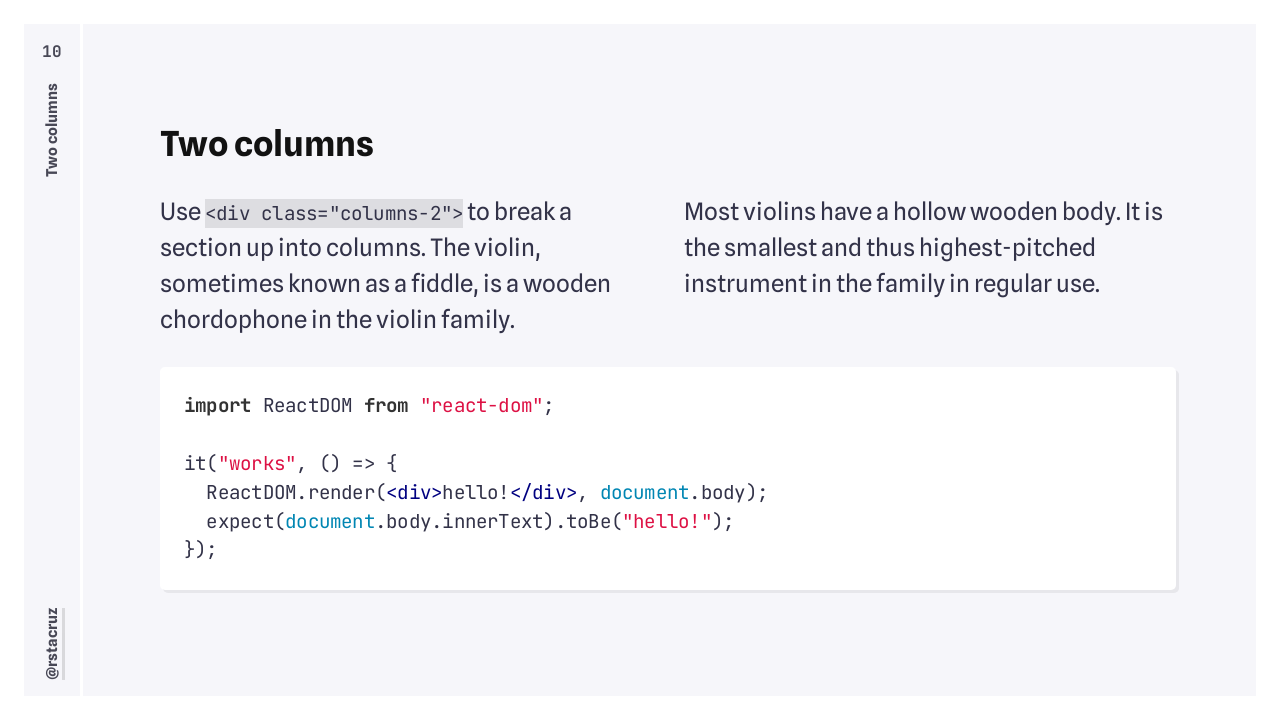 10
Two columns
Two columns
Use <div class="columns-2"> to break a
section up into columns. The violin,
sometimes known as a fiddle, is a wooden
chordophone in the violin family.
Most violins have a hollow wooden body. It is
the smallest and thus highest-pitched
instrument in the family in regular use.
import ReactDOM from "react-dom";

it("works", () => {
  ReactDOM.render(<div>hello!</div>, document.body);
  expect(document.body.innerText).toBe("hello!");
});
@rstacruz